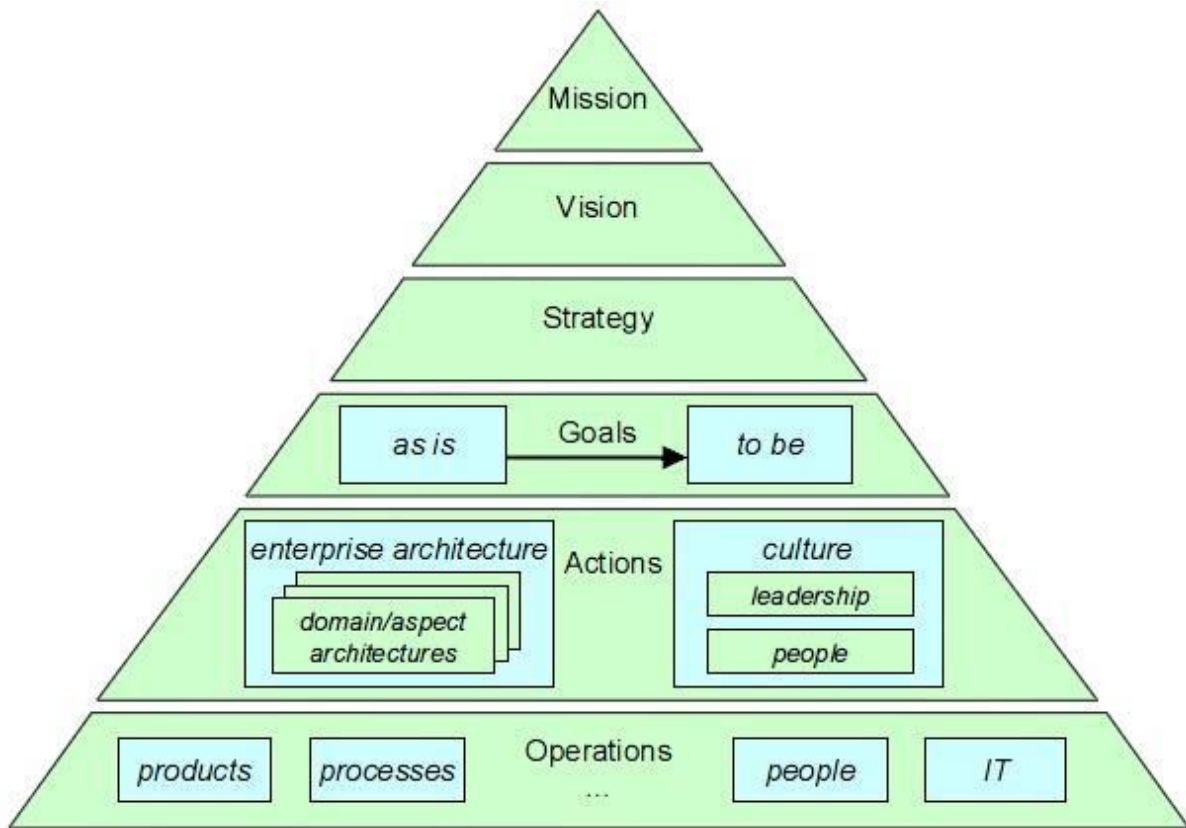 Mission
Vision
Strategy
as is
Goals
to be
enterprise architecture
domain/aspect
architectures
Actions
culture
leadership
people
products
processes
Operations
...
people
IT